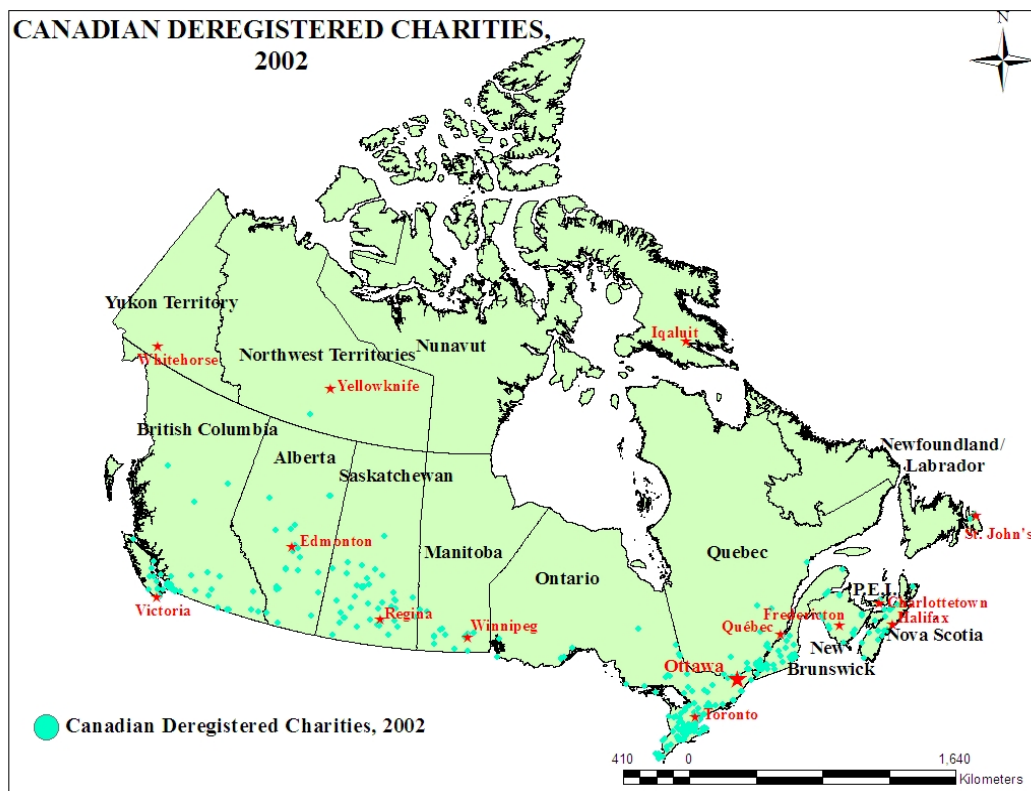 CANADIAN DEREGISTERED CHARITIES,
2002
N
Yukon Territory
Whitehorse
Northwest Territories
Nunavut
Iqaluit
Yellowknife
British Columbia
Alberta
Saskatchewan
Newfoundland/
Labrador
Edmonton
Manitoba
Ontario
Quebec
St. John's
Victoria
Regina
Winnipeg
P.E.I.
Charlottetown
Fredericton
Halifax
Québec
Nova Scotia
New
Brunswick
Ottawa
Toronto
Canadian Deregistered Charities, 2002
410 0 1,640
Kilometers